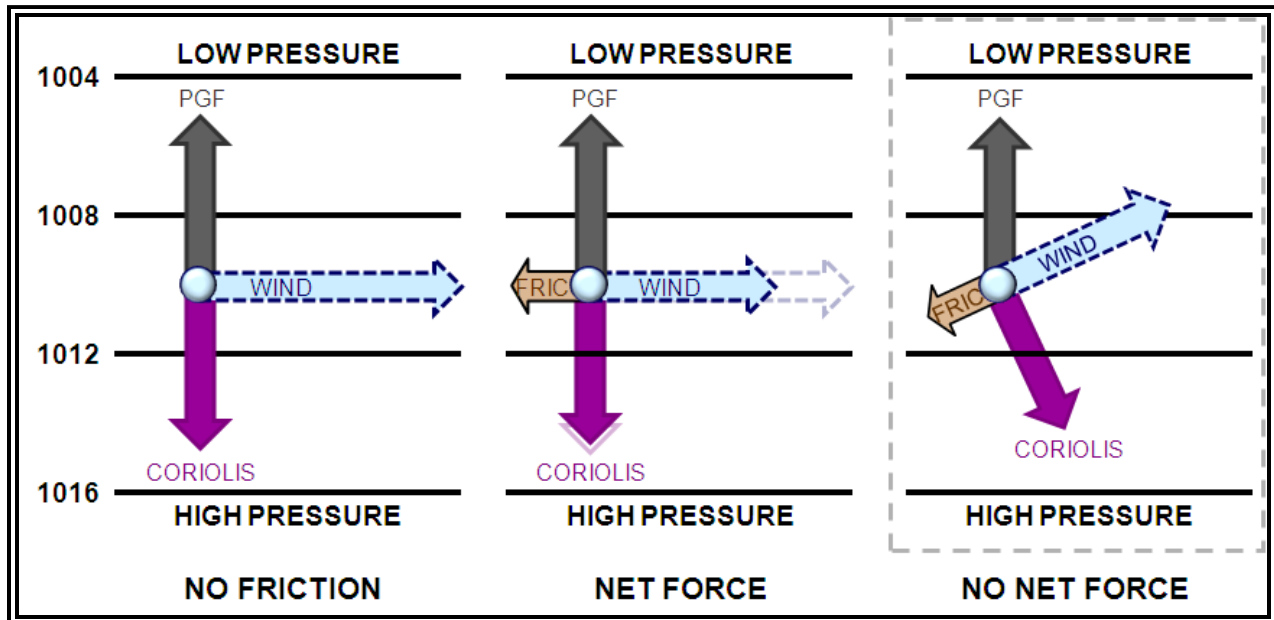 LOW PRESSURE
LOW PRESSURE
LOW PRESSURE
1004
PGF
PGF
PGF
1008
WIND
FRIC
WIND
FRIC
WIND
1012
CORIOLIS
CORIOLIS
CORIOLIS
1016
HIGH PRESSURE
HIGH PRESSURE
HIGH PRESSURE
NO FRICTION
NET FORCE
NO NET FORCE